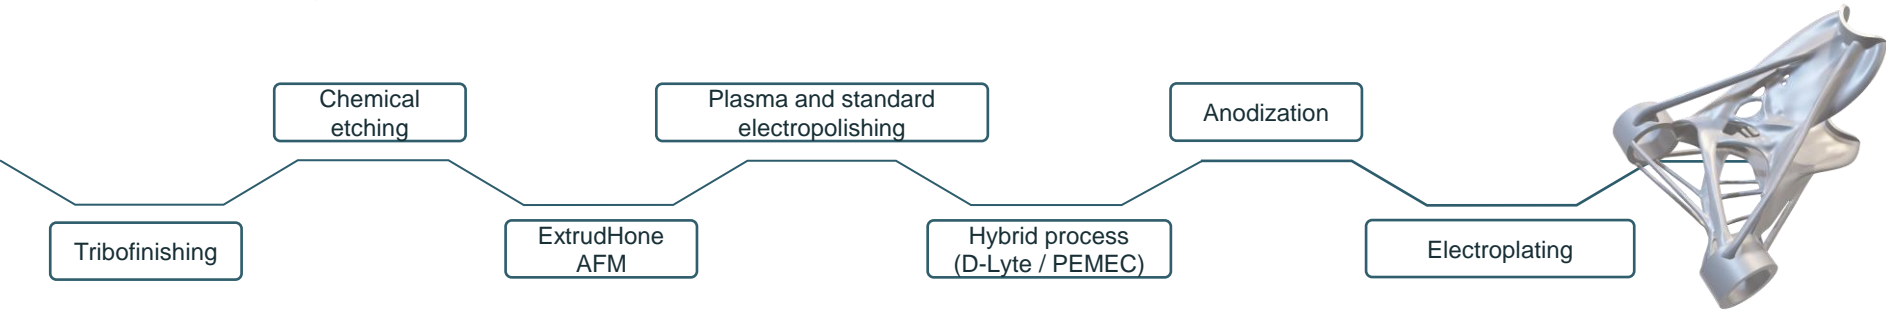 Tribofinishing
Chemical
etching
ExtrudHone
AFM
Plasma and standard
electropolishing
Hybrid process
(D-Lyte / PEMEC)
Anodization
Electroplating